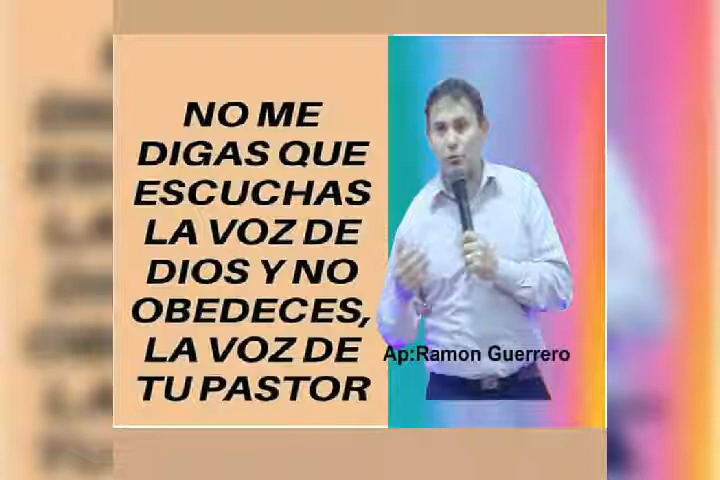 NO ME
DIGAS QUE
ESCUCHAS
LA VOZ DE
DIOS Y NO
OBEDECES,
LA VOZ DE
TU PASTOR
Ap:Ramon Guerrero